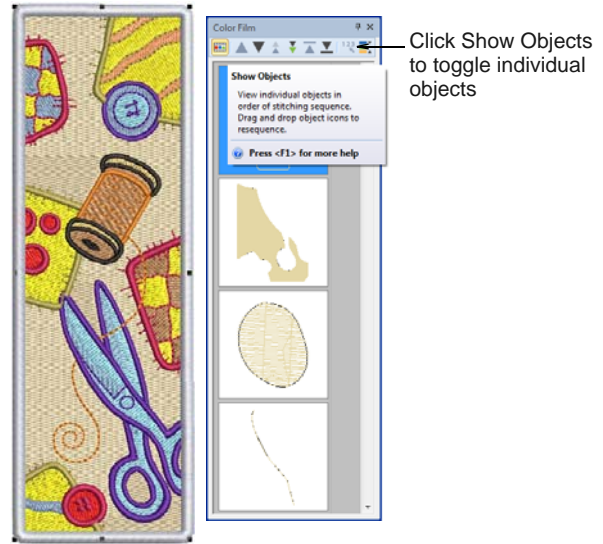 Color Film
Show Objects
View individual objects in
order of stitching sequence.
Drag and drop object icons to
resequence.
Press <F1> for more help
Click Show Objects
to toggle individual
objects